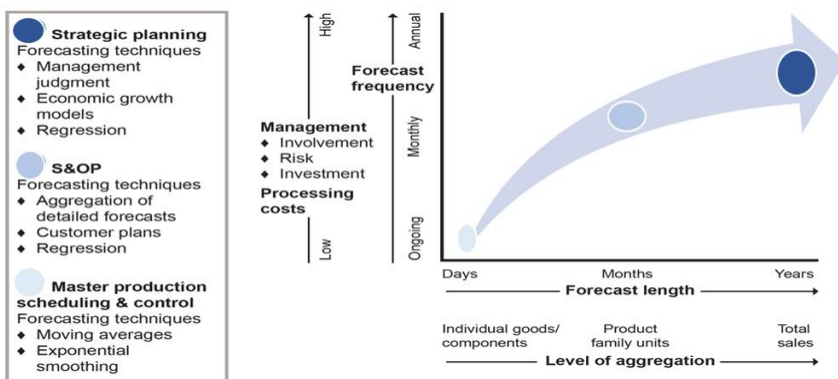 Strategic planning
Forecasting techniques
◆ Management
judgment
◆ Economic growth
models
◆ Regression
S&OP
Forecasting techniques
◆ Aggregation of
detailed forecasts
◆ Customer plans
◆ Regression
Master production
scheduling & control
Forecasting techniques
◆ Moving averages
◆ Exponential
smoothing
High
Management
◆ Involvement
◆ Risk
◆ Investment
Processing
costs
Low
Annual
Forecast
frequency
Monthly
Ongoing
Days Months Years
Forecast length
Individual goods/
components
Product
family units
Total
sales
Level of aggregation